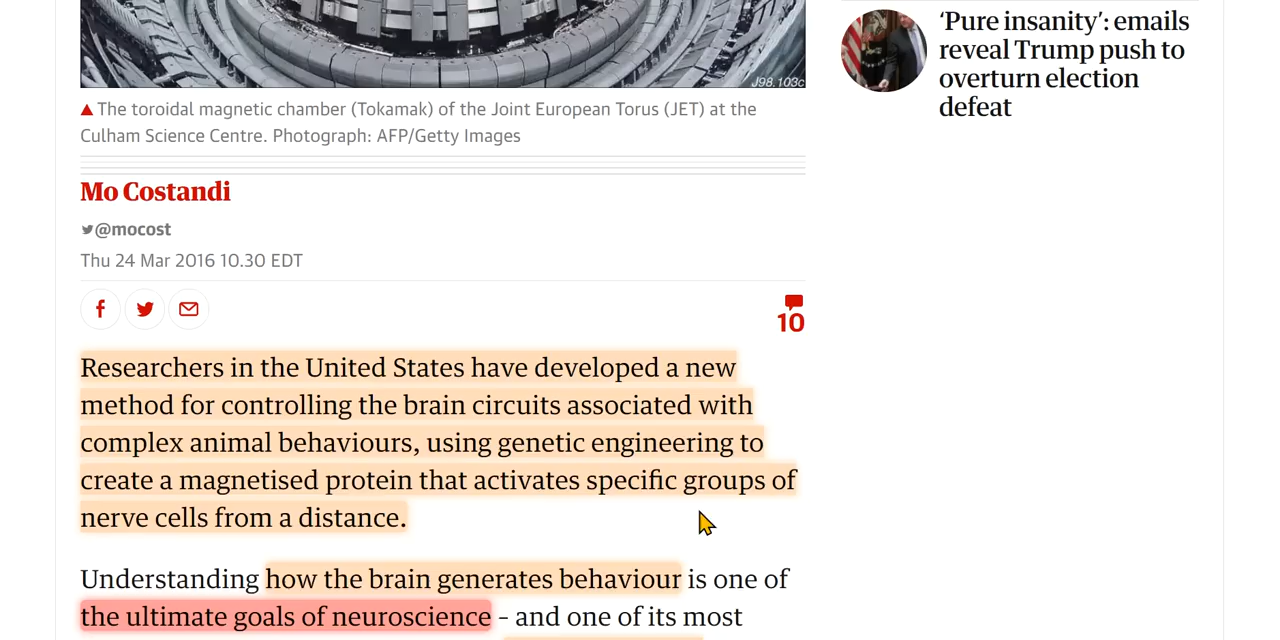 J98.103c
The toroidal magnetic chamber (Tokamak) of the Joint European Torus (JET) at the
Culham Science Centre. Photograph: AFP/Getty Images
Mo Costandi
@mocost
Thu 24 Mar 2016 10.30 EDT
10
Researchers in the United States have developed a new
method for controlling the brain circuits associated with
complex animal behaviours, using genetic engineering to
create a magnetised protein that activates specific groups of
nerve cells from a distance.
Understanding how the brain generates behaviour is one of
the ultimate goals of neuroscience – and one of its most
‘Pure insanity’: emails
reveal Trump push to
overturn election
defeat